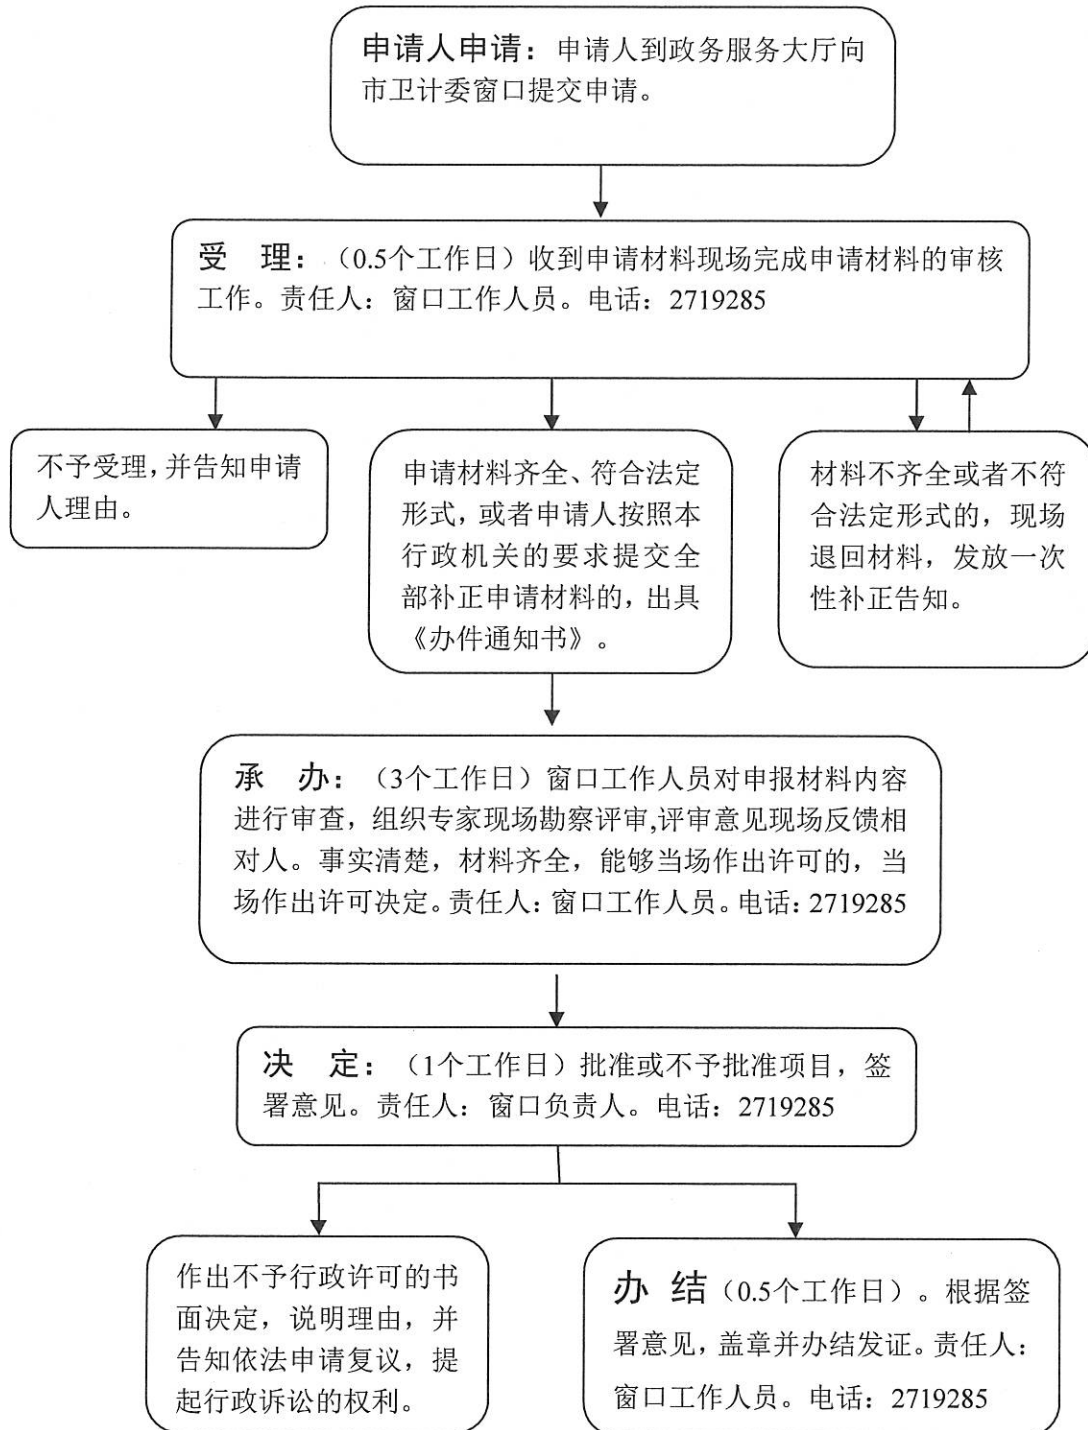 申请人申请：申请人到政务服务大厅向
市卫计委窗口提交申请。
受 理：（0.5个工作日）收到申请材料现场完成申请材料的审核
工作。责任人：窗口工作人员。电话：2719285
不予受理，并告知申请
人理由。
申请材料齐全、符合法定
形式，或者申请人按照本
行政机关的要求提交全
部补正申请材料的，出具
《办件通知书》。
材料不齐全或者不符
合法定形式的，现场
退回材料，发放一次
性补正告知。
承 办：（3个工作日）窗口工作人员对申报材料内容
进行审查，组织专家现场勘察评审,评审意见现场反馈相
对人。事实清楚，材料齐全，能够当场作出许可的，当
场作出许可决定。责任人：窗口工作人员。电话：2719285
决 定：（1个工作日）批准或不予批准项目，签
署意见。责任人：窗口负责人。电话：2719285
作出不予行政许可的书
面决定，说明理由，并
告知依法申请复议，提
起行政诉讼的权利。
办 结（0.5个工作日）。根据签
署意见，盖章并办结发证。责任人：
窗口工作人员。电话：2719285